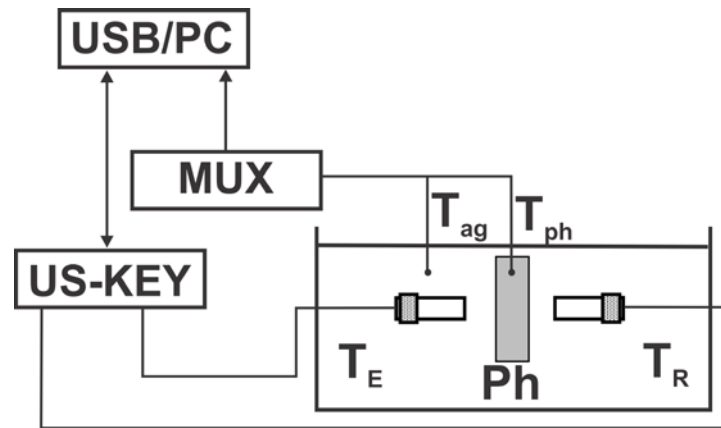 USB/PC
MUX
T ag
T ph
US-KEY
T E
Ph
T R